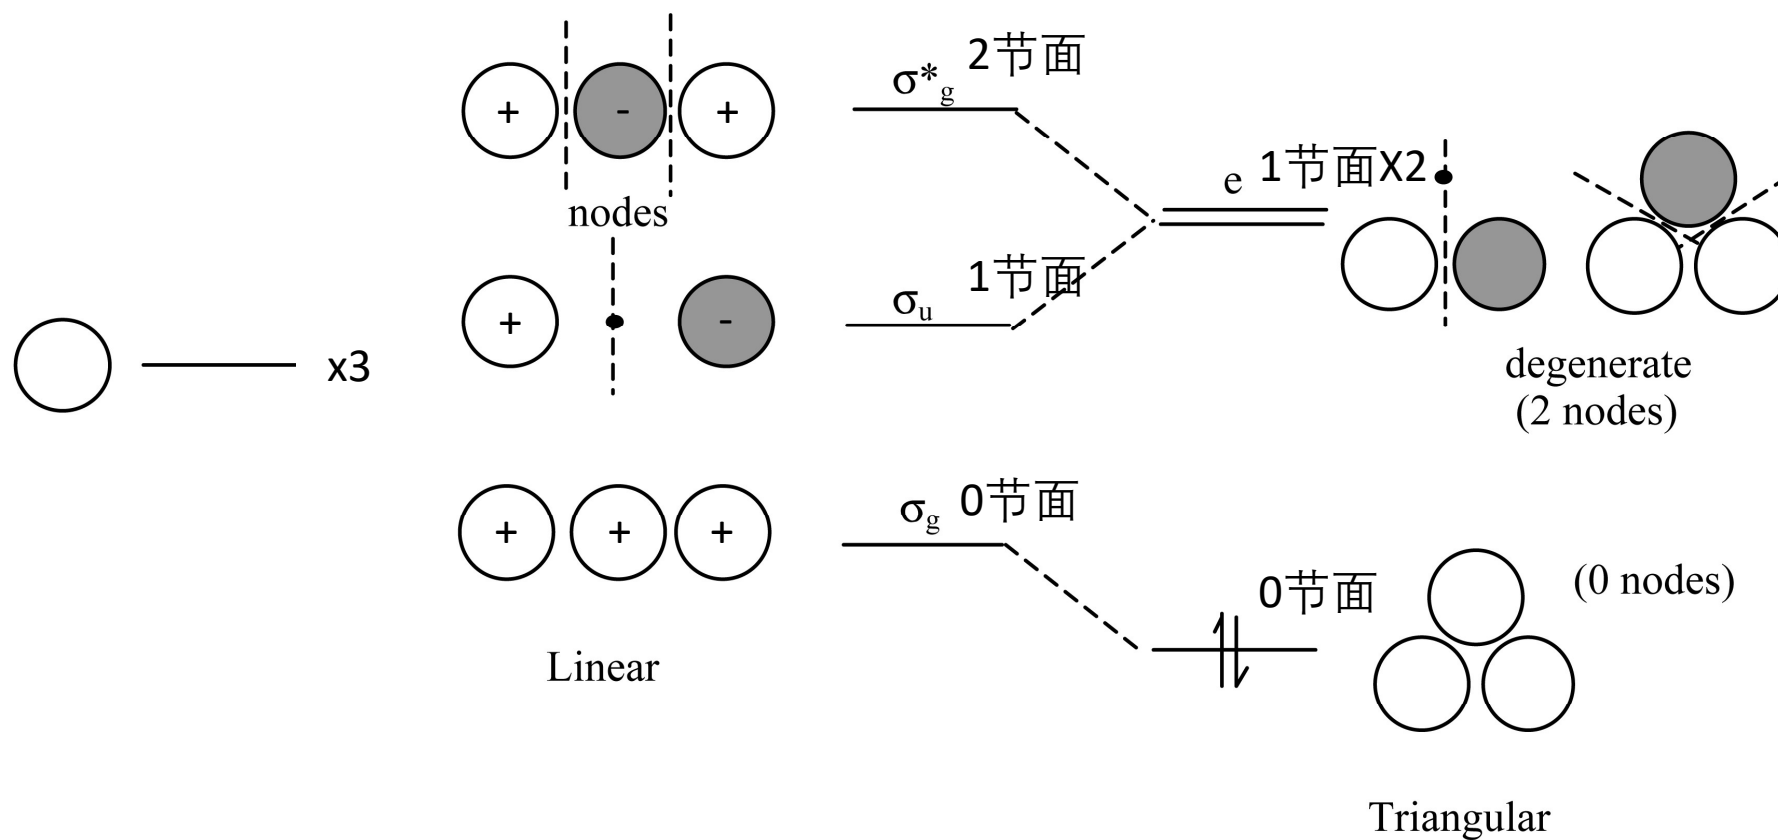 +
-
+
nodes
σ*g 2节面
e 1节面X2
+
-
σu 1节面
x3
degenerate
(2 nodes)
+
+
+
σg 0节面
0节面
(0 nodes)
Linear
Triangular